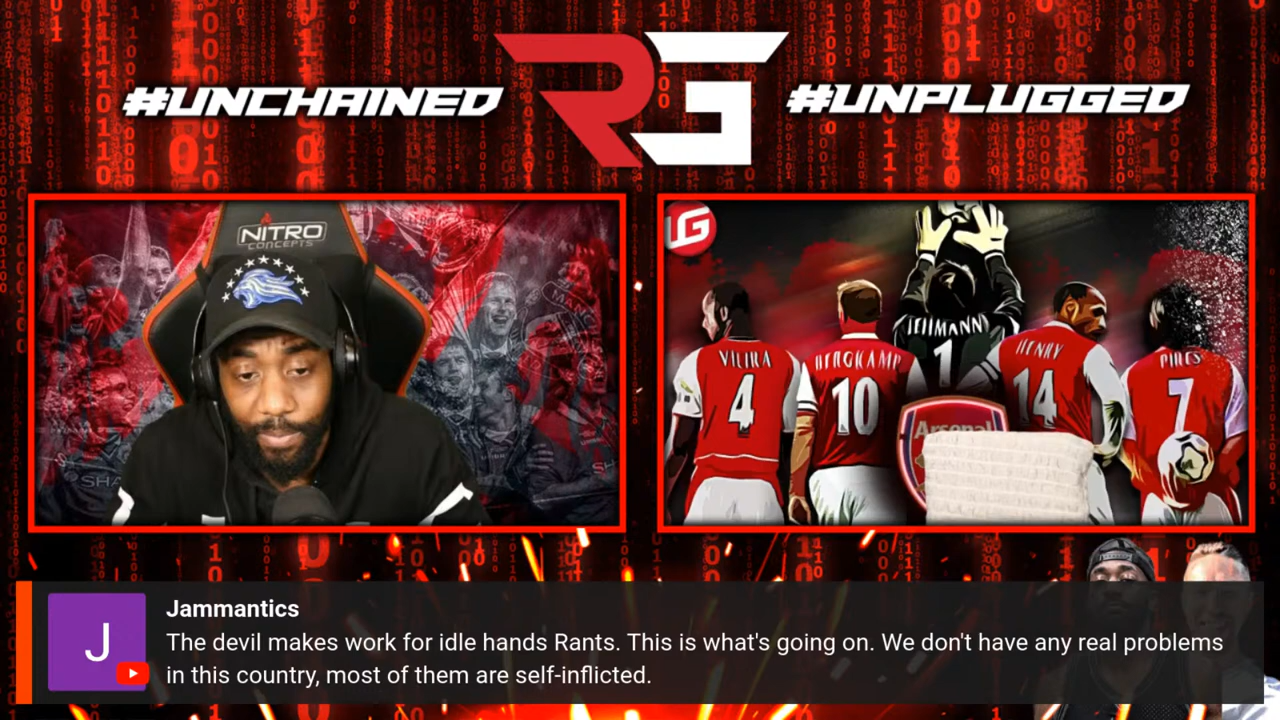 #UNCHAINED
RG
#UNPLUGGED
NITRO
CONCEPTS
LG
LEHMANN
1
VIEIRA
4
BERGKAMP
10
HENRY
14
PIRES
7
Arsenal
J
Jammantics
The devil makes work for idle hands Rants. This is what's going on. We don't have any real problems
in this country, most of them are self-inflicted.